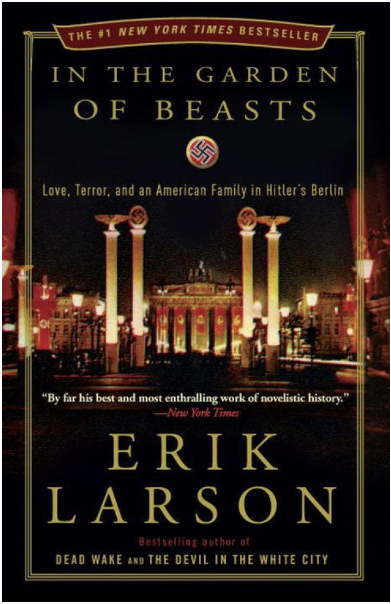 THE #1 NEW YORK TIMES BESTSELLER
IN THE GARDEN
OF BEASTS
Love, Terror, and an American Family in Hitler's Berlin
“By far his best and most enthralling work of novelistic history.”
—New York Times
ERIK
LARSON
Bestselling author of
DEAD WAKE AND THE DEVIL IN THE WHITE CITY